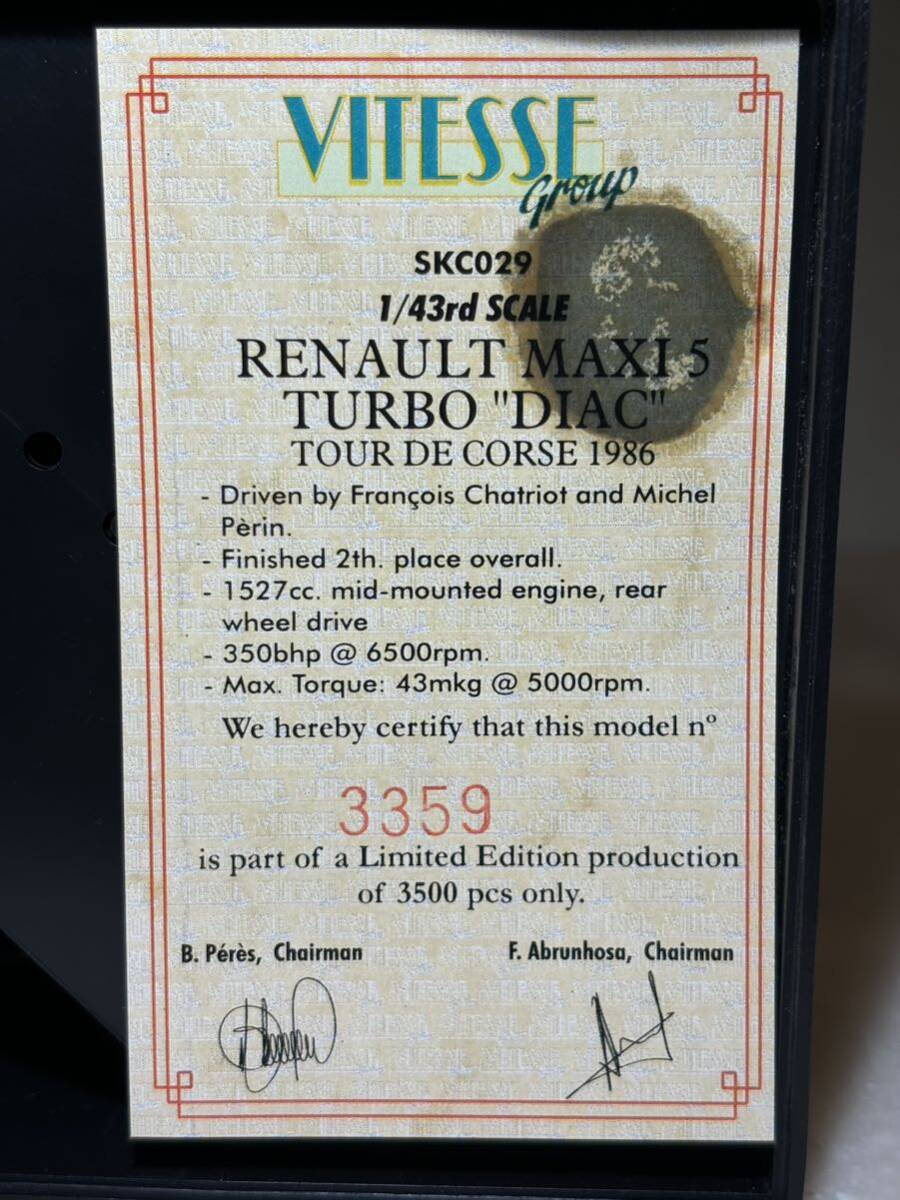 VITESSE
Group
SKC029
1/43rd SCALE
RENAULT MAXI 5
TURBO "DIAC"
TOUR DE CORSE 1986
- Driven by François Chatriot and Michel
Pèrin.
- Finished 2th. place overall.
- 1527cc. mid-mounted engine, rear
wheel drive
- 350bhp @ 6500rpm.
- Max. Torque: 43mkg @ 5000rpm.
We hereby certify that this model nº
3359
is part of a Limited Edition production
of 3500 pcs only.
B. Pérès, Chairman F. Abrunhosa, Chairman